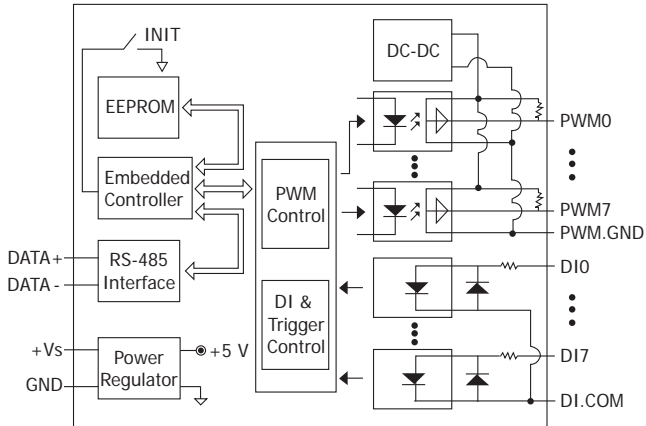 INIT
DC-DC
EEPROM
PWM0
Embedded
Controller
PWM
Control
PWM7
PWM.GND
DATA+
DATA-
RS-485
Interface
DI0
DI &
Trigger
Control
+Vs
GND
Power
Regulator
+5 V
DI7
DI.COM